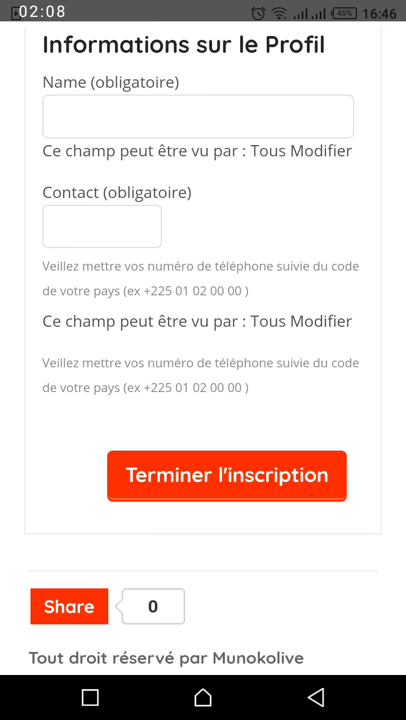 02:08
45%
16:46
Informations sur le Profil
Name (obligatoire)
Ce champ peut être vu par : Tous Modifier
Contact (obligatoire)
Veillez mettre vos numéro de téléphone suivie du code
de votre pays (ex +225 01 02 00 00 )
Ce champ peut être vu par : Tous Modifier
Veillez mettre vos numéro de téléphone suivie du code
de votre pays (ex +225 01 02 00 00 )
Terminer l'inscription
Share
0
Tout droit réservé par Munokolive